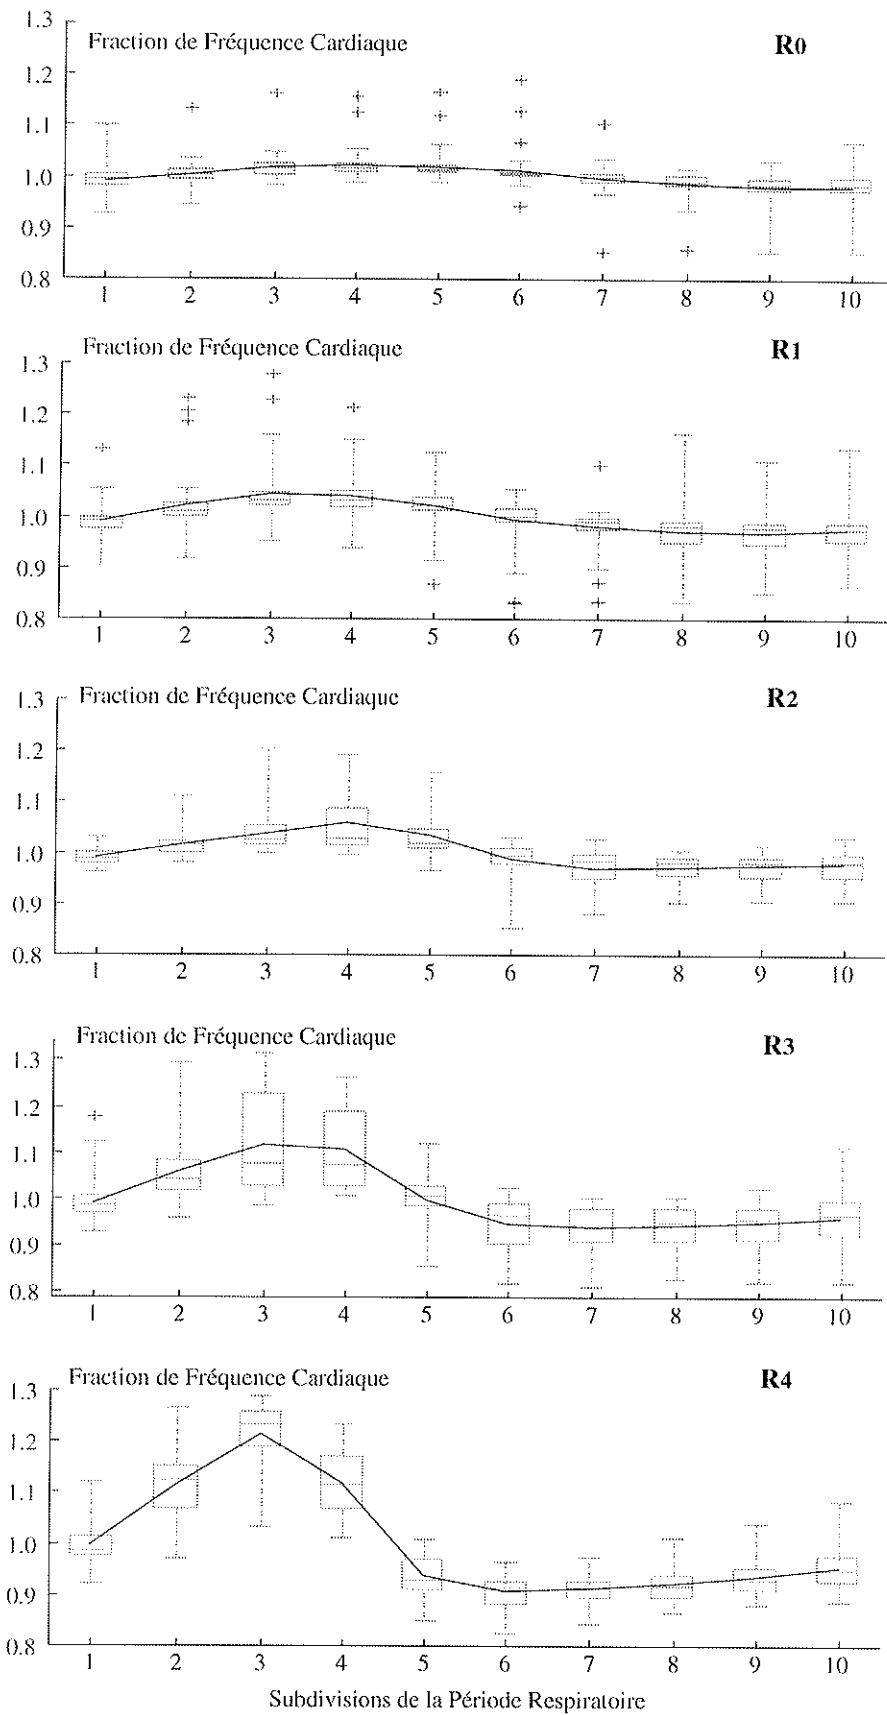 1.3
Fraction de Fréquence Cardiaque R0
1.2
1.1
1.0
0.9
0.8
1 2 3 4 5 6 7 8 9 10
Fraction de Fréquence Cardiaque R1
1.3
1.2
1.1
1.0
0.9
0.8
1 2 3 4 5 6 7 8 9 10
1.3 Fraction de Fréquence Cardiaque R2
1.2
1.1
1.0
0.9
0.8
1 2 3 4 5 6 7 8 9 10
Fraction de Fréquence Cardiaque R3
1.3
1.2
1.1
1.0
0.9
0.8
1 2 3 4 5 6 7 8 9 10
Fraction de Fréquence Cardiaque R4
1.3
1.2
1.1
1.0
0.9
0.8
1 2 3 4 5 6 7 8 9 10
Subdivisions de la Période Respiratoire